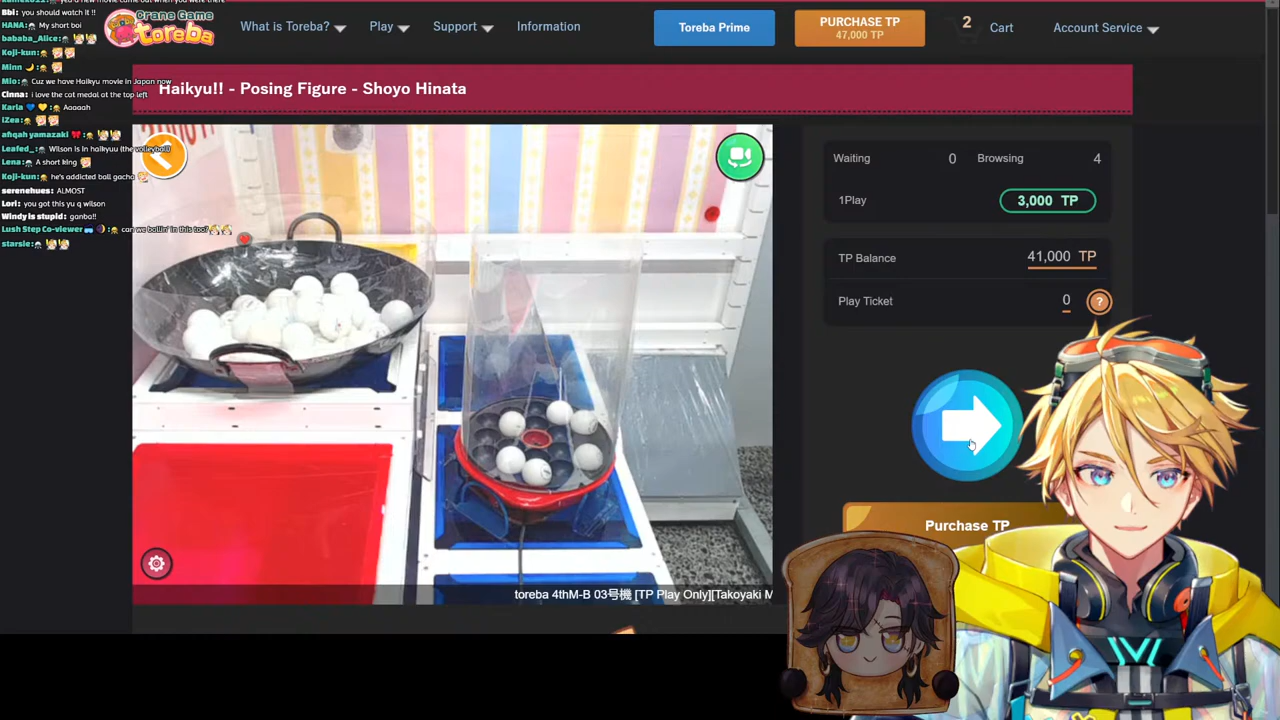 Bbi: you should watch it !!
HANA: My short boi
bababa_Alice:
Koji-kun:
Minn
Mio: Cuz we have Haikyu movie in Japan now
Cinna: i love the cat medal at the top left
Karla: Aaaaah
IZea:
afiqah yamazaki
Leafed_: Wilson is in haikyuu (the volleyball)
Lena: A short king
Koji-kun: he's addicted ball gacha
serenehues: ALMOST
Lori: you got this yu q wilson
Windy is stupid: ganba!!
Lush Step Co-viewer: can we ballin' in this too?
starsie:
Crane Game
Toreba
What is Toreba?
Play
Support
Information
Toreba Prime
PURCHASE TP
47,000 TP
2
Cart
Account Service
Haikyu!! - Posing Figure - Shoyo Hinata
Waiting 0 Browsing 4
1Play 3,000 TP
TP Balance 41,000 TP
Play Ticket 0 ?
Purchase TP
toreba 4thM-B 03号機 [TP Play Only][Takoyaki M